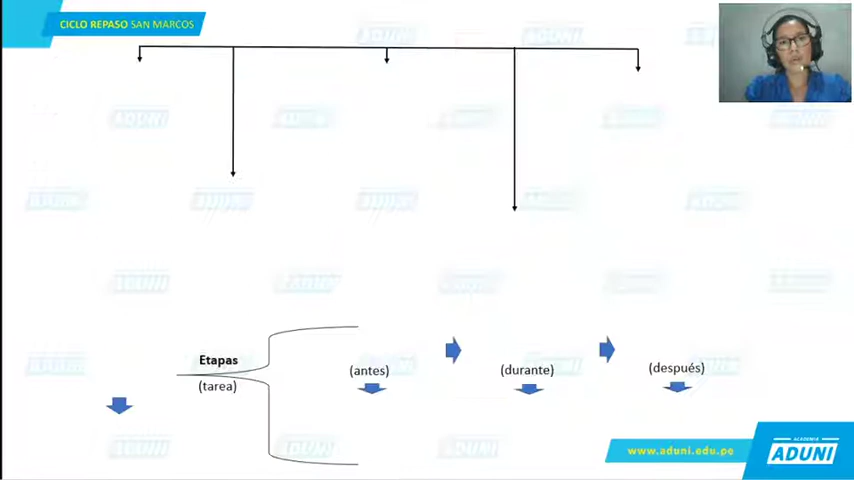 CICLO REPASO SAN MARCOS
Etapas
(tarea)
(antes)
(durante)
(después)
www.aduni.edu.pe
ACADEMIA
ADUNI